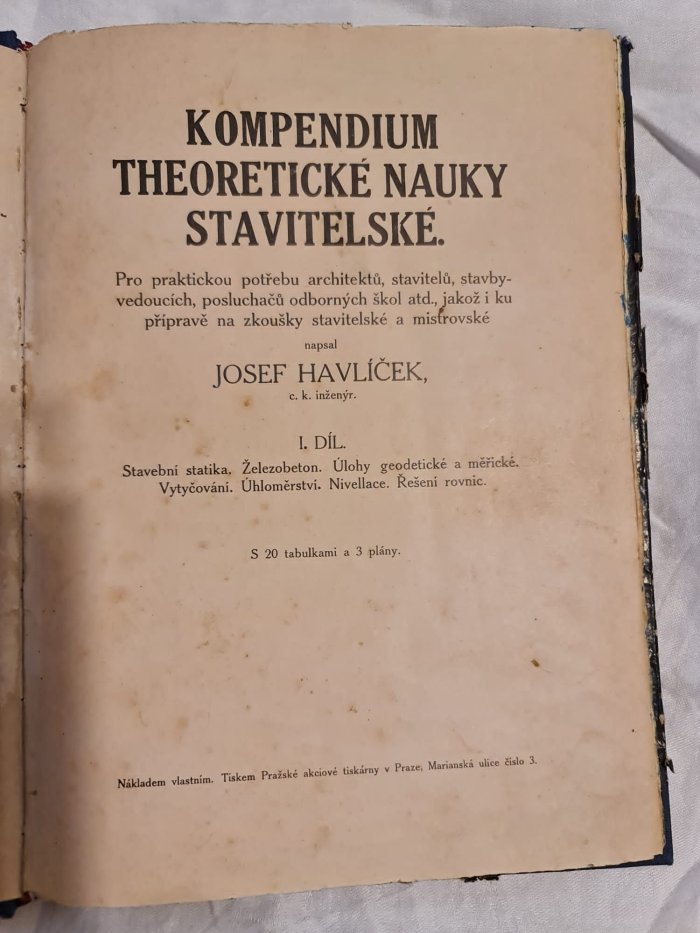 KOMPENDIUM
THEORETICKÉ NAUKY
STAVITELSKÉ.
Pro praktickou potřebu architektů, stavitelů, stavby-
vedoucích, posluchačů odborných škol atd., jakož i ku
přípravě na zkoušky stavitelské a mistrovské
napsal
JOSEF HAVLÍČEK,
c. k. inženýr.
I. DÍL.
Stavební statika. Železobeton. Úlohy geodetické a měřické.
Vytyčování. Úhloměrství. Nivellace. Řešení rovnic.
S 20 tabulkami a 3 plány.
Nákladem vlastním. Tiskem Pražské akciové tiskárny v Praze, Marianská ulice číslo 3.